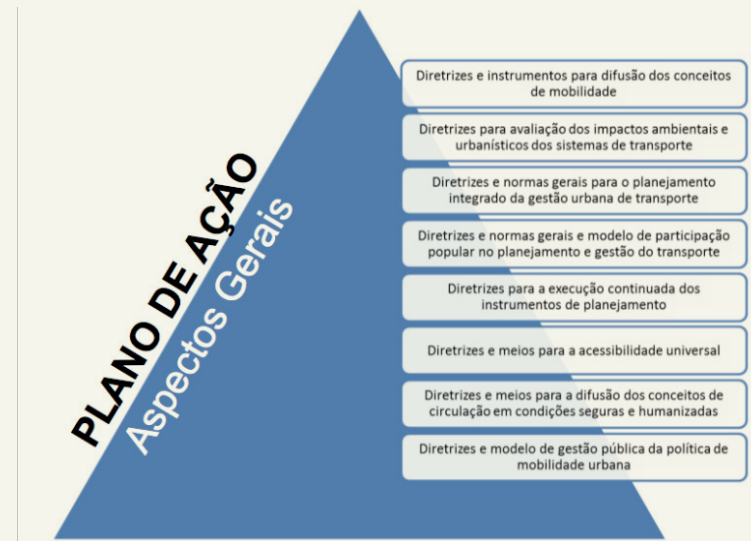 PLANO DE AÇÃO
Aspectos Gerais
Diretrizes e instrumentos para difusão dos conceitos
de mobilidade
Diretrizes para avaliação dos impactos ambientais e
urbanísticos dos sistemas de transporte
Diretrizes e normas gerais para o planejamento
integrado da gestão urbana de transporte
Diretrizes e normas gerais e modelo de participação
popular no planejamento e gestão do transporte
Diretrizes para a execução continuada dos
instrumentos de planejamento
Diretrizes e meios para a acessibilidade universal
Diretrizes e meios para a difusão dos conceitos de
circulação em condições seguras e humanizadas
Diretrizes e modelo de gestão pública da política de
mobilidade urbana